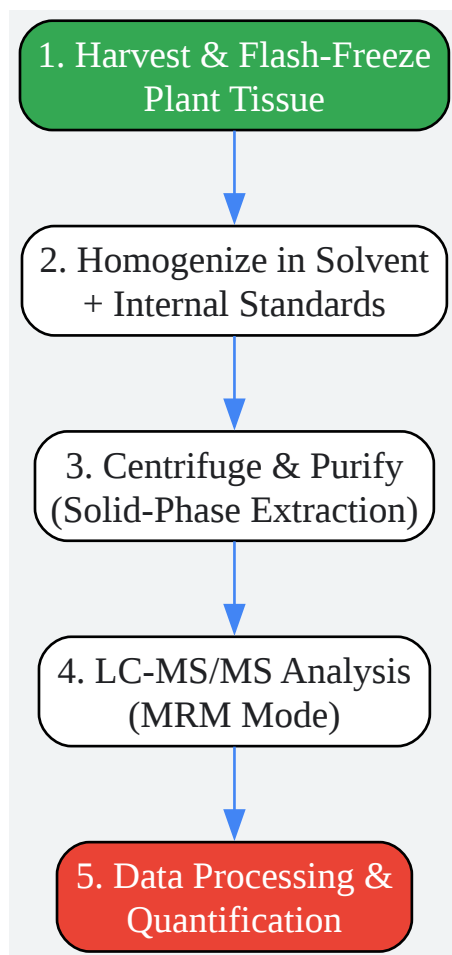 1. Harvest & Flash-Freeze
Plant Tissue
2. Homogenize in Solvent
+ Internal Standards
3. Centrifuge & Purify
(Solid-Phase Extraction)
4. LC-MS/MS Analysis
(MRM Mode)
5. Data Processing &
Quantification